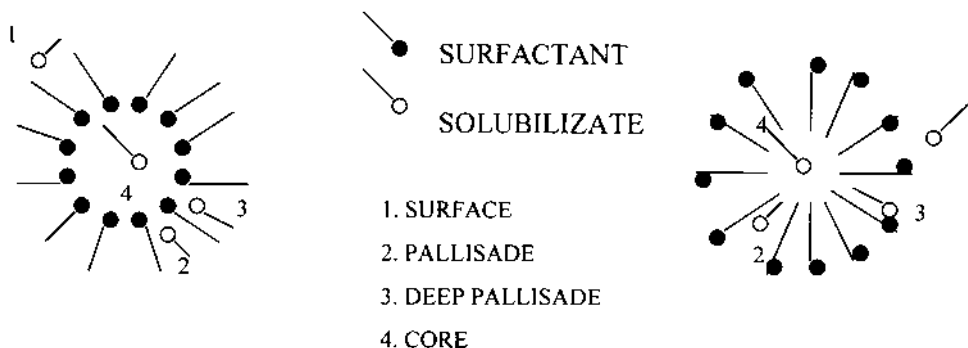 1
4
3
2
SURFACTANT
SOLUBILIZATE
1. SURFACE
2. PALLISADE
3. DEEP PALLISADE
4. CORE
4
3
2